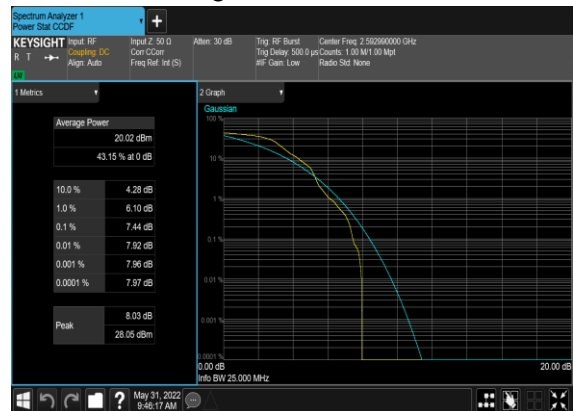 Spectrum Analyzer 1
Power Stat CCDF
+
KEYSIGHT Input: RF Input Z: 50 Ω Atten: 30 dB Trig: RF Burst Center Freq: 2.592990000 GHz
R T Coupling: DC Corr CCorr Trig Delay: 500.0 µs Counts: 1.00 M/1.00 Mpt
Align: Auto Freq Ref: Int (S) #IF Gain: Low Radio Std: None
LW
1 Metrics
Average Power
20.02 dBm
43.15 % at 0 dB
10.0 % 4.28 dB
1.0 % 6.10 dB
0.1 % 7.44 dB
0.01 % 7.92 dB
0.001 % 7.96 dB
0.0001 % 7.97 dB
Peak 8.03 dB
28.05 dBm
2 Graph
Gaussian
100 %
10 %
1 %
0.1 %
0.01 %
0.001 %
0.0001 %
0.00 dB 20.00 dB
Info BW 25.000 MHz
? May 31, 2022
9:46:17 AM